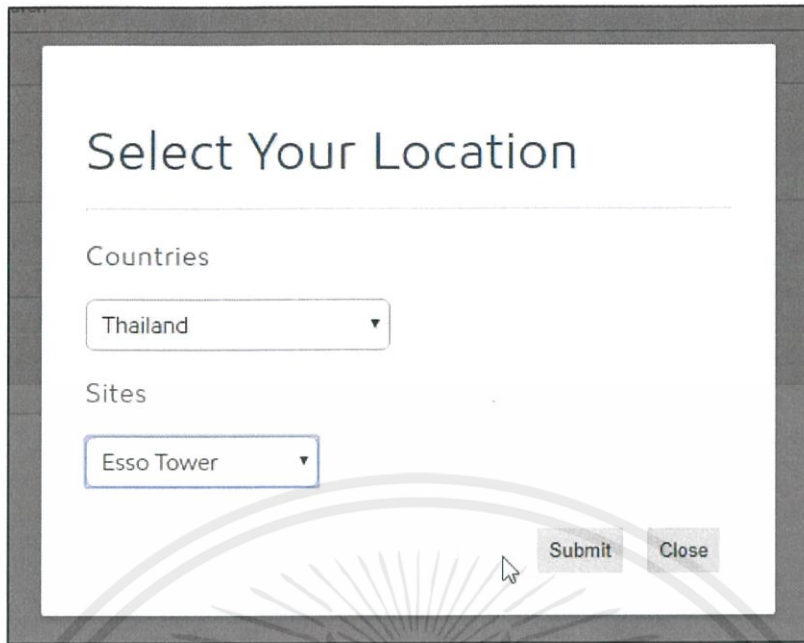 Select Your Location
Countries
Thailand
Sites
Esso Tower
Submit Close